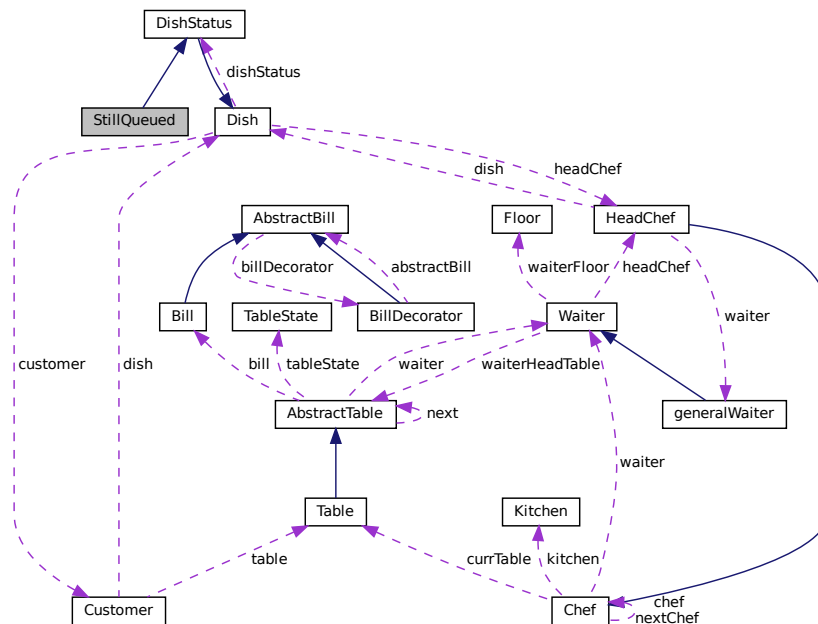 DishStatus
dishStatus
StillQueued
Dish
dish
headChef
AbstractBill
Floor
HeadChef
billDecorator
abstractBill
waiterFloor
headChef
Bill
TableState
BillDecorator
Waiter
waiter
customer
dish
bill
tableState
waiter
waiterHeadTable
AbstractTable
next
generalWaiter
waiter
Table
Kitchen
table
currTable
kitchen
Customer
Chef
chef
nextChef